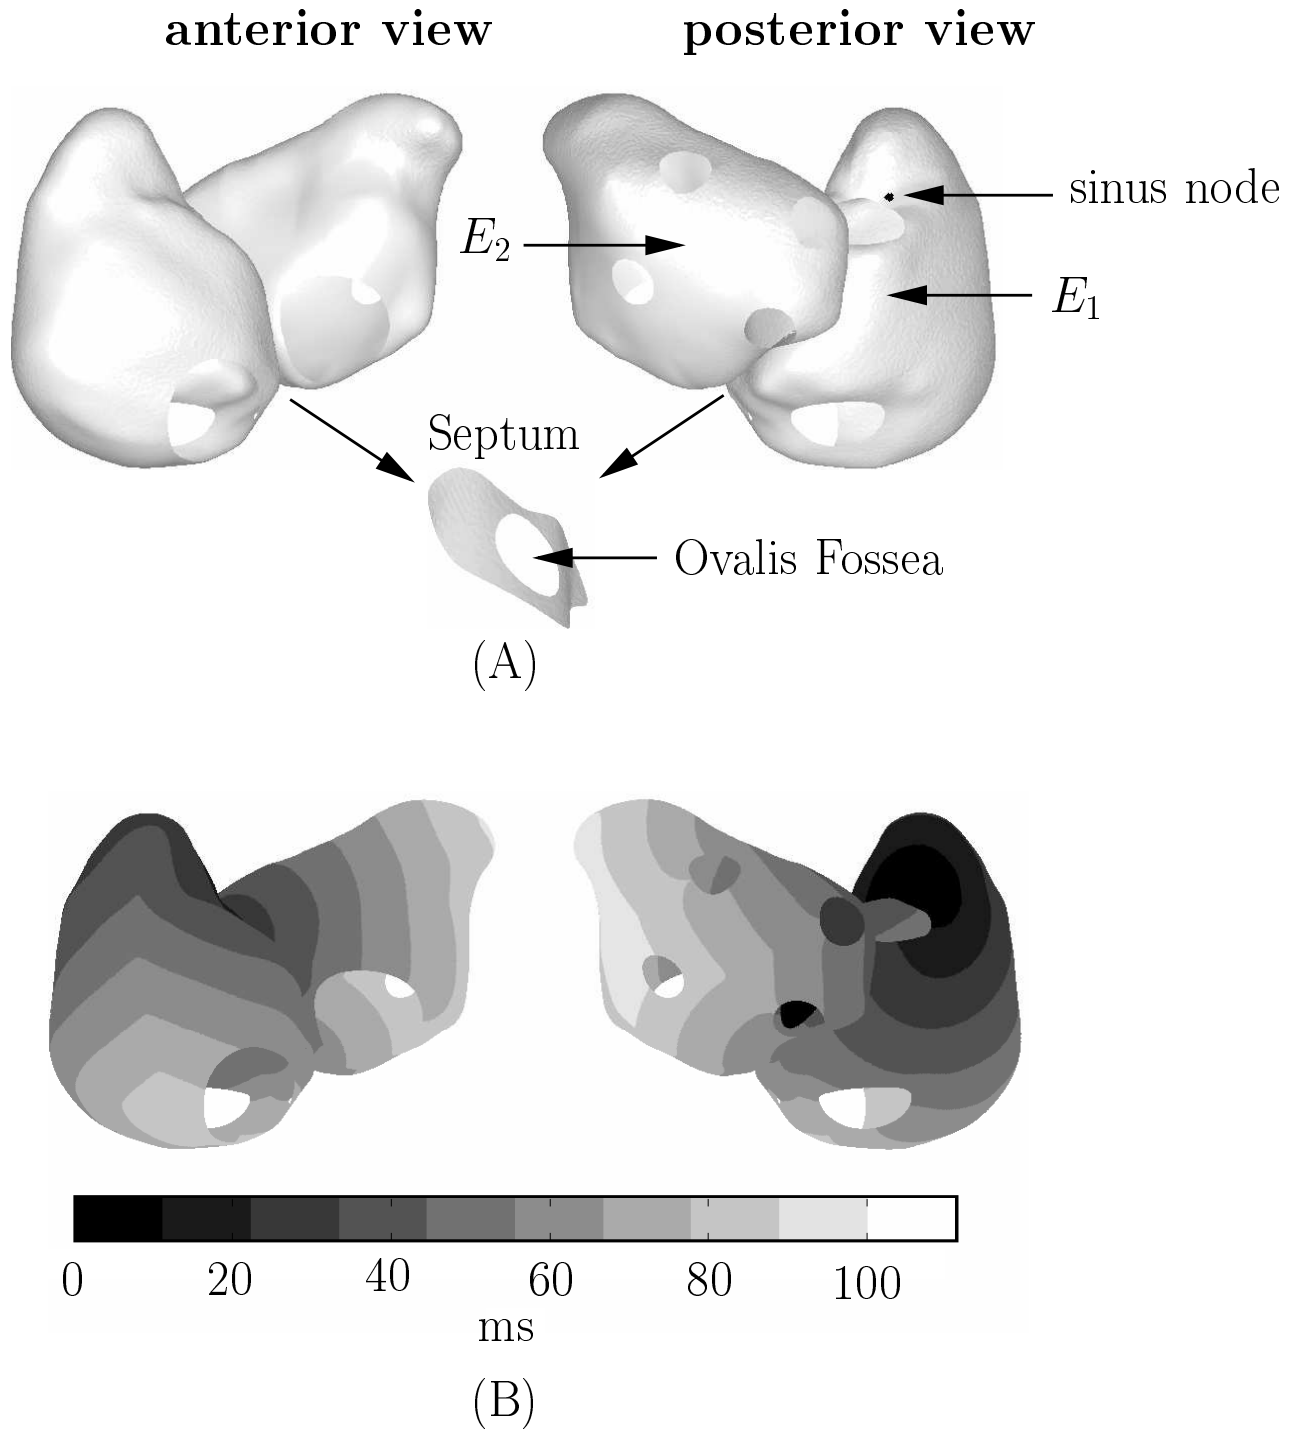 anterior view posterior view
sinus node
E₂
E₁
Septum
Ovalis Fossea
(A)
0 20 40 60 80 100
ms
(B)